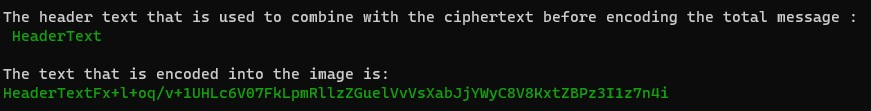 The header text that is used to combine with the ciphertext before encoding the total message :
HeaderText
The text that is encoded into the image is:
HeaderTextFx+l+oq/v+1UHLc6V07FkLpmRllzZGuelVvVsXabJjYWyC8V8KxtZBPz3I1z7n4i